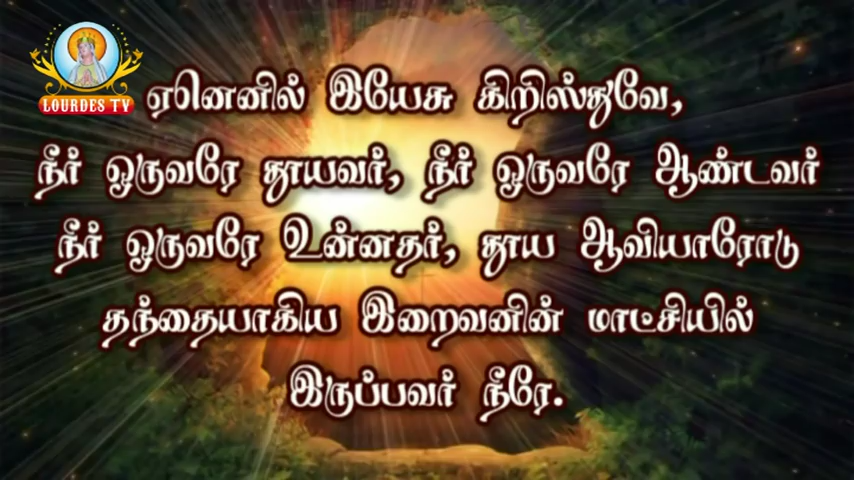 LOURDES TV
ஏனெனில் இயேசு கிறிஸ்துவே,
நீர் ஒருவரே தூயவர், நீர் ஒருவரே ஆண்டவர்
நீர் ஒருவரே உன்னதர், தூய ஆவியாரோடு
தந்தையாகிய இறைவனின் மாட்சியில்
இருப்பவர் நீரே.